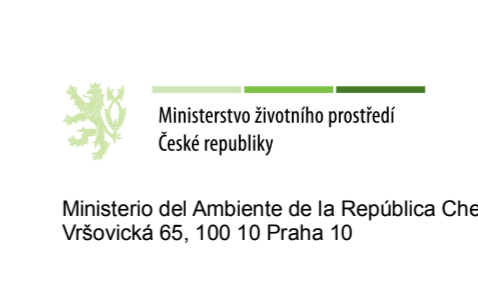 Ministerstvo životního prostředí
České republiky
Ministerio del Ambiente de la República Che
Vršovická 65, 100 10 Praha 10